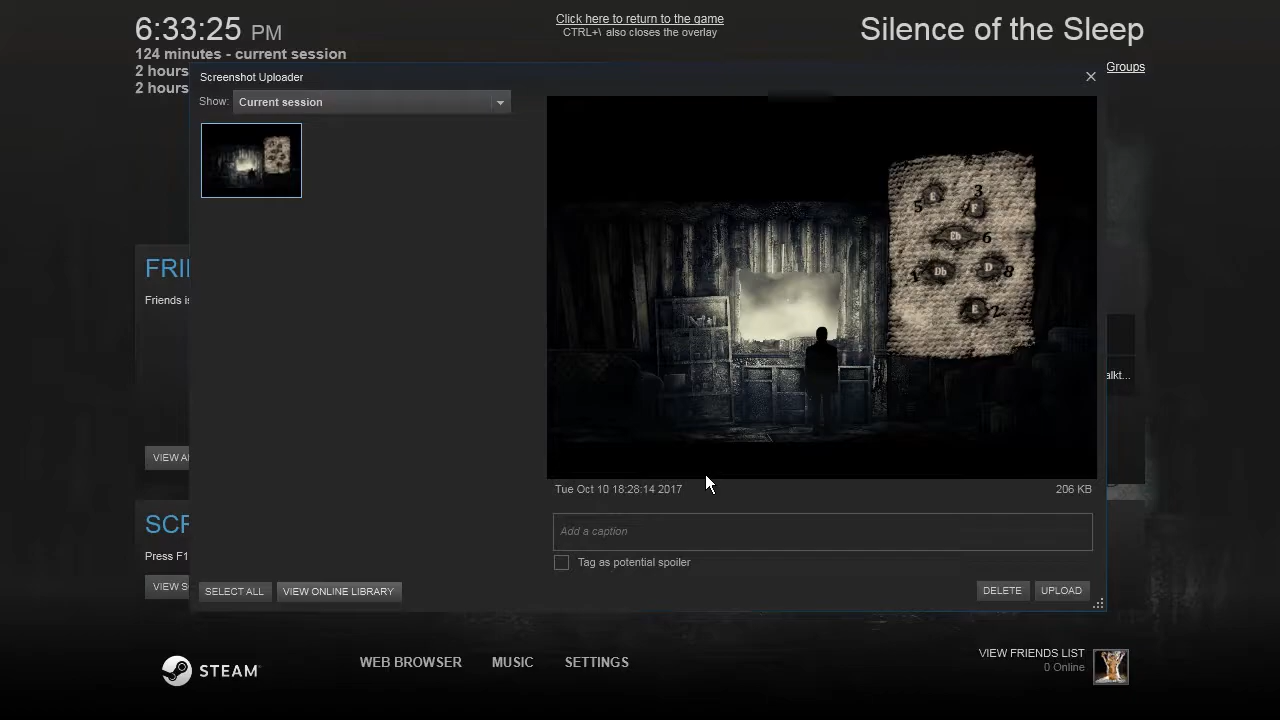 6:33:25 PM
124 minutes - current session
2 hours
2 hours
Click here to return to the game
CTRL+\ also closes the overlay
Silence of the Sleep
Groups
Screenshot Uploader
Show: Current session
5 3
F
Eb 6
1 Db D 8
E 2
FRI
Friends is
alkt...
VIEW A
Tue Oct 10 18:28:14 2017 206 KB
SCR
Add a caption
Press F1
Tag as potential spoiler
VIEW S
SELECT ALL VIEW ONLINE LIBRARY
DELETE UPLOAD
STEAM
WEB BROWSER MUSIC SETTINGS
VIEW FRIENDS LIST
0 Online